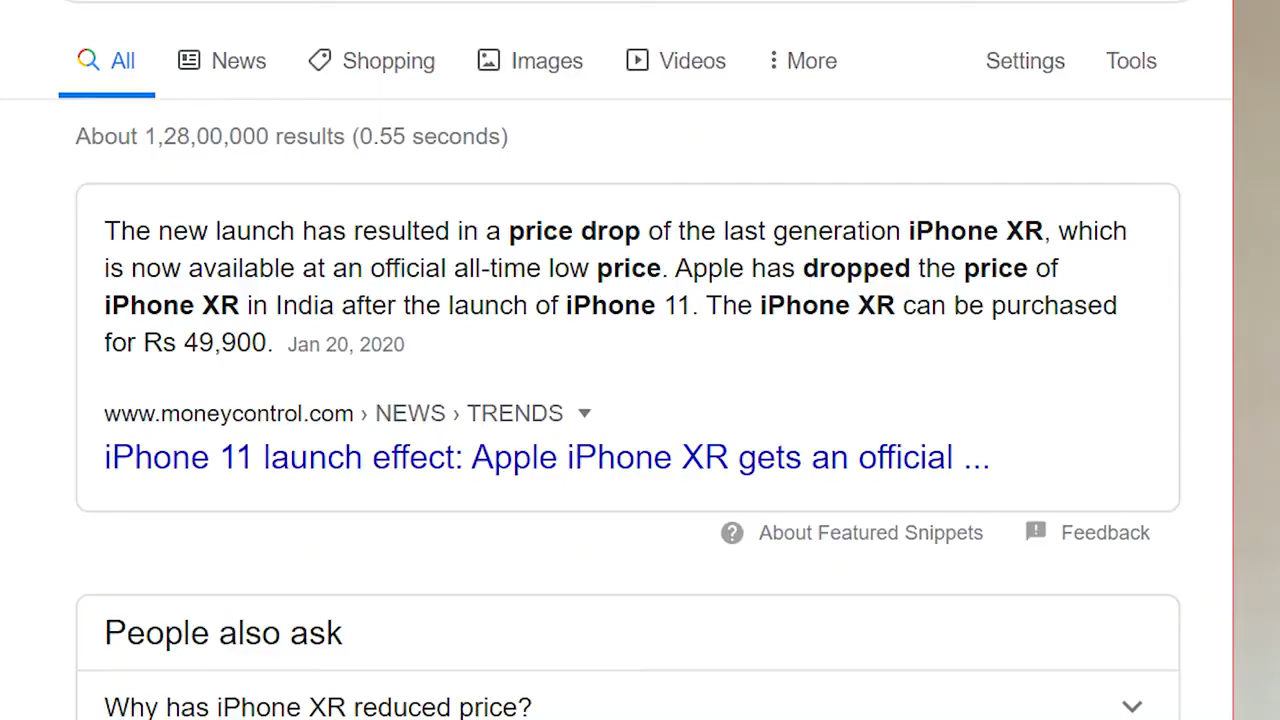 All News Shopping Images Videos More Settings Tools
About 1,28,00,000 results (0.55 seconds)
The new launch has resulted in a price drop of the last generation iPhone XR, which
is now available at an official all-time low price. Apple has dropped the price of
iPhone XR in India after the launch of iPhone 11. The iPhone XR can be purchased
for Rs 49,900. Jan 20, 2020
www.moneycontrol.com › NEWS › TRENDS
iPhone 11 launch effect: Apple iPhone XR gets an official ...
About Featured Snippets Feedback
People also ask
Why has iPhone XR reduced price?